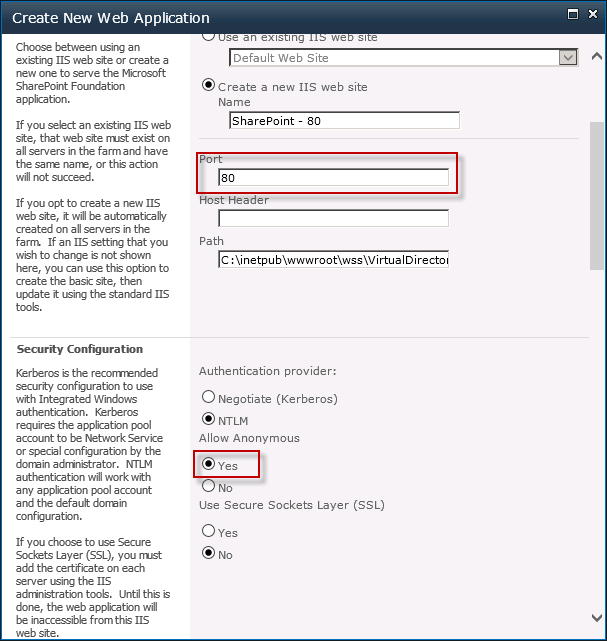 Create New Web Application
Choose between using an
existing IIS web site or create a
new one to serve the Microsoft
SharePoint Foundation
application.
If you select an existing IIS web
site, that web site must exist on
all servers in the farm and have
the same name, or this action
will not succeed.
If you opt to create a new IIS
web site, it will be automatically
created on all servers in the
farm.  If an IIS setting that you
wish to change is not shown
here, you can use this option to
create the basic site, then
update it using the standard IIS
tools.
Use an existing IIS web site
Default Web Site
Create a new IIS web site
Name
SharePoint - 80
Port
80
Host Header
Path
C:\inetpub\wwwroot\wss\VirtualDirector
Security Configuration
Kerberos is the recommended
security configuration to use
with Integrated Windows
authentication.  Kerberos
requires the application pool
account to be Network Service
or special configuration by the
domain administrator.  NTLM
authentication will work with
any application pool account
and the default domain
configuration.
If you choose to use Secure
Sockets Layer (SSL), you must
add the certificate on each
server using the IIS
administration tools.  Until this is
done, the web application will
be inaccessible from this IIS
web site.
Authentication provider:
Negotiate (Kerberos)
NTLM
Allow Anonymous
Yes
No
Use Secure Sockets Layer (SSL)
Yes
No